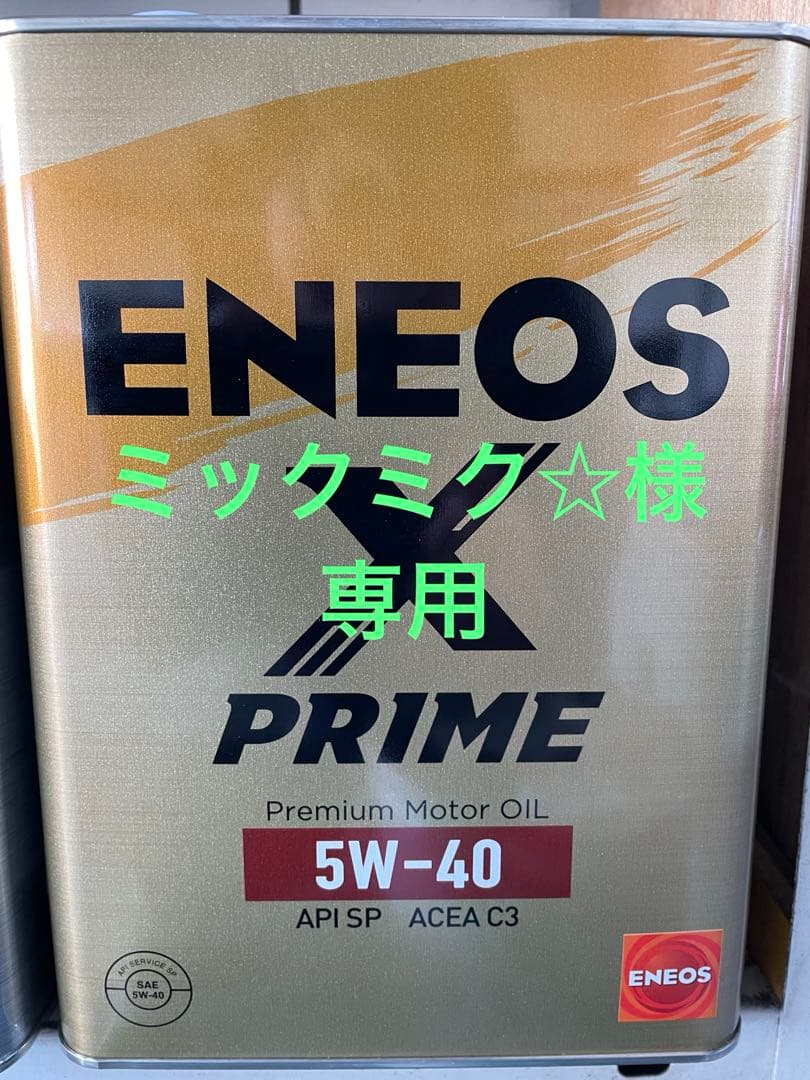 ENEOS
ミックミク☆様
X
専用
PRIME
Premium Motor OIL
5W-40
API SP ACEA C3
API SERVICE SP
SAE
5W-40
ENEOS